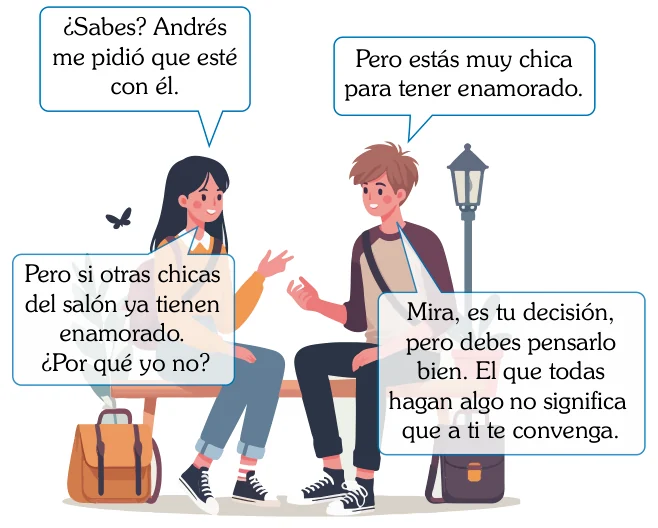 ¿Sabes? Andrés
me pidió que esté
con él.
Pero estás muy chica
para tener enamorado.
Pero si otras chicas
del salón ya tienen
enamorado.
¿Por qué yo no?
Mira, es tu decisión,
pero debes pensarlo
bien. El que todas
hagan algo no significa
que a ti te convenga.